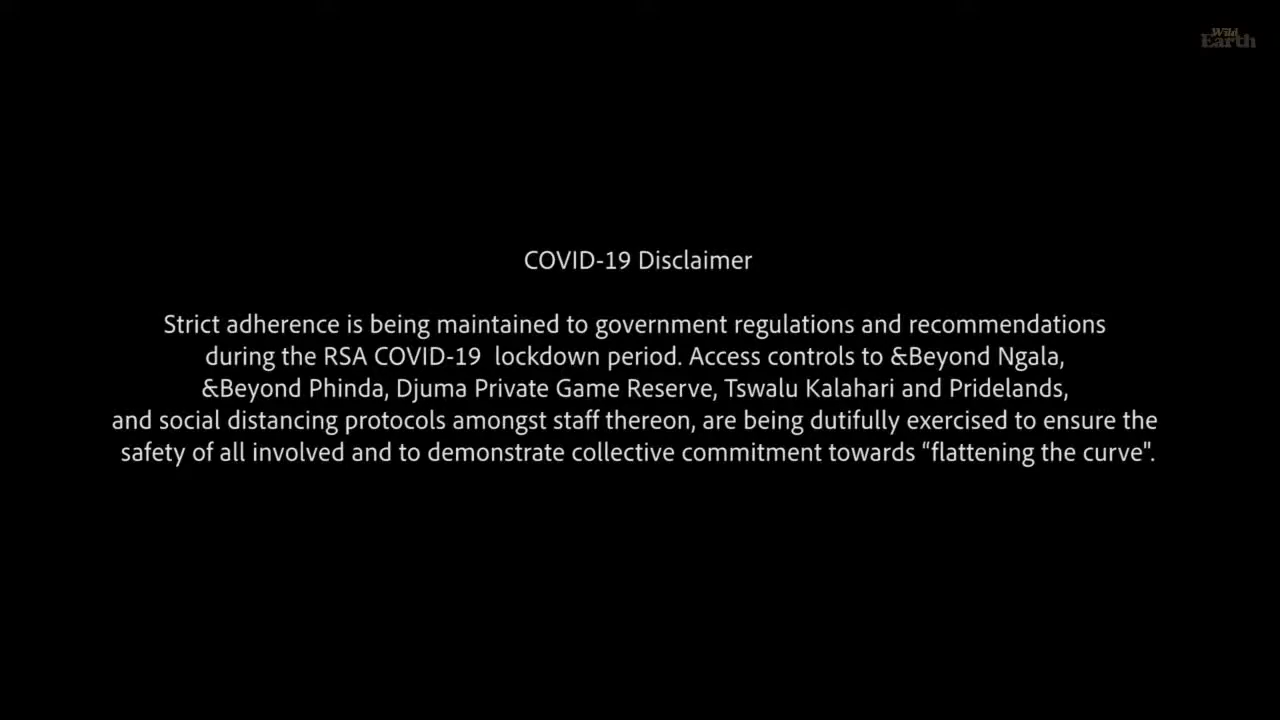 Wild
Earth
COVID-19 Disclaimer
Strict adherence is being maintained to government regulations and recommendations
during the RSA COVID-19 lockdown period. Access controls to &Beyond Ngala,
&Beyond Phinda, Djuma Private Game Reserve, Tswalu Kalahari and Pridelands,
and social distancing protocols amongst staff thereon, are being dutifully exercised to ensure the
safety of all involved and to demonstrate collective commitment towards “flattening the curve".